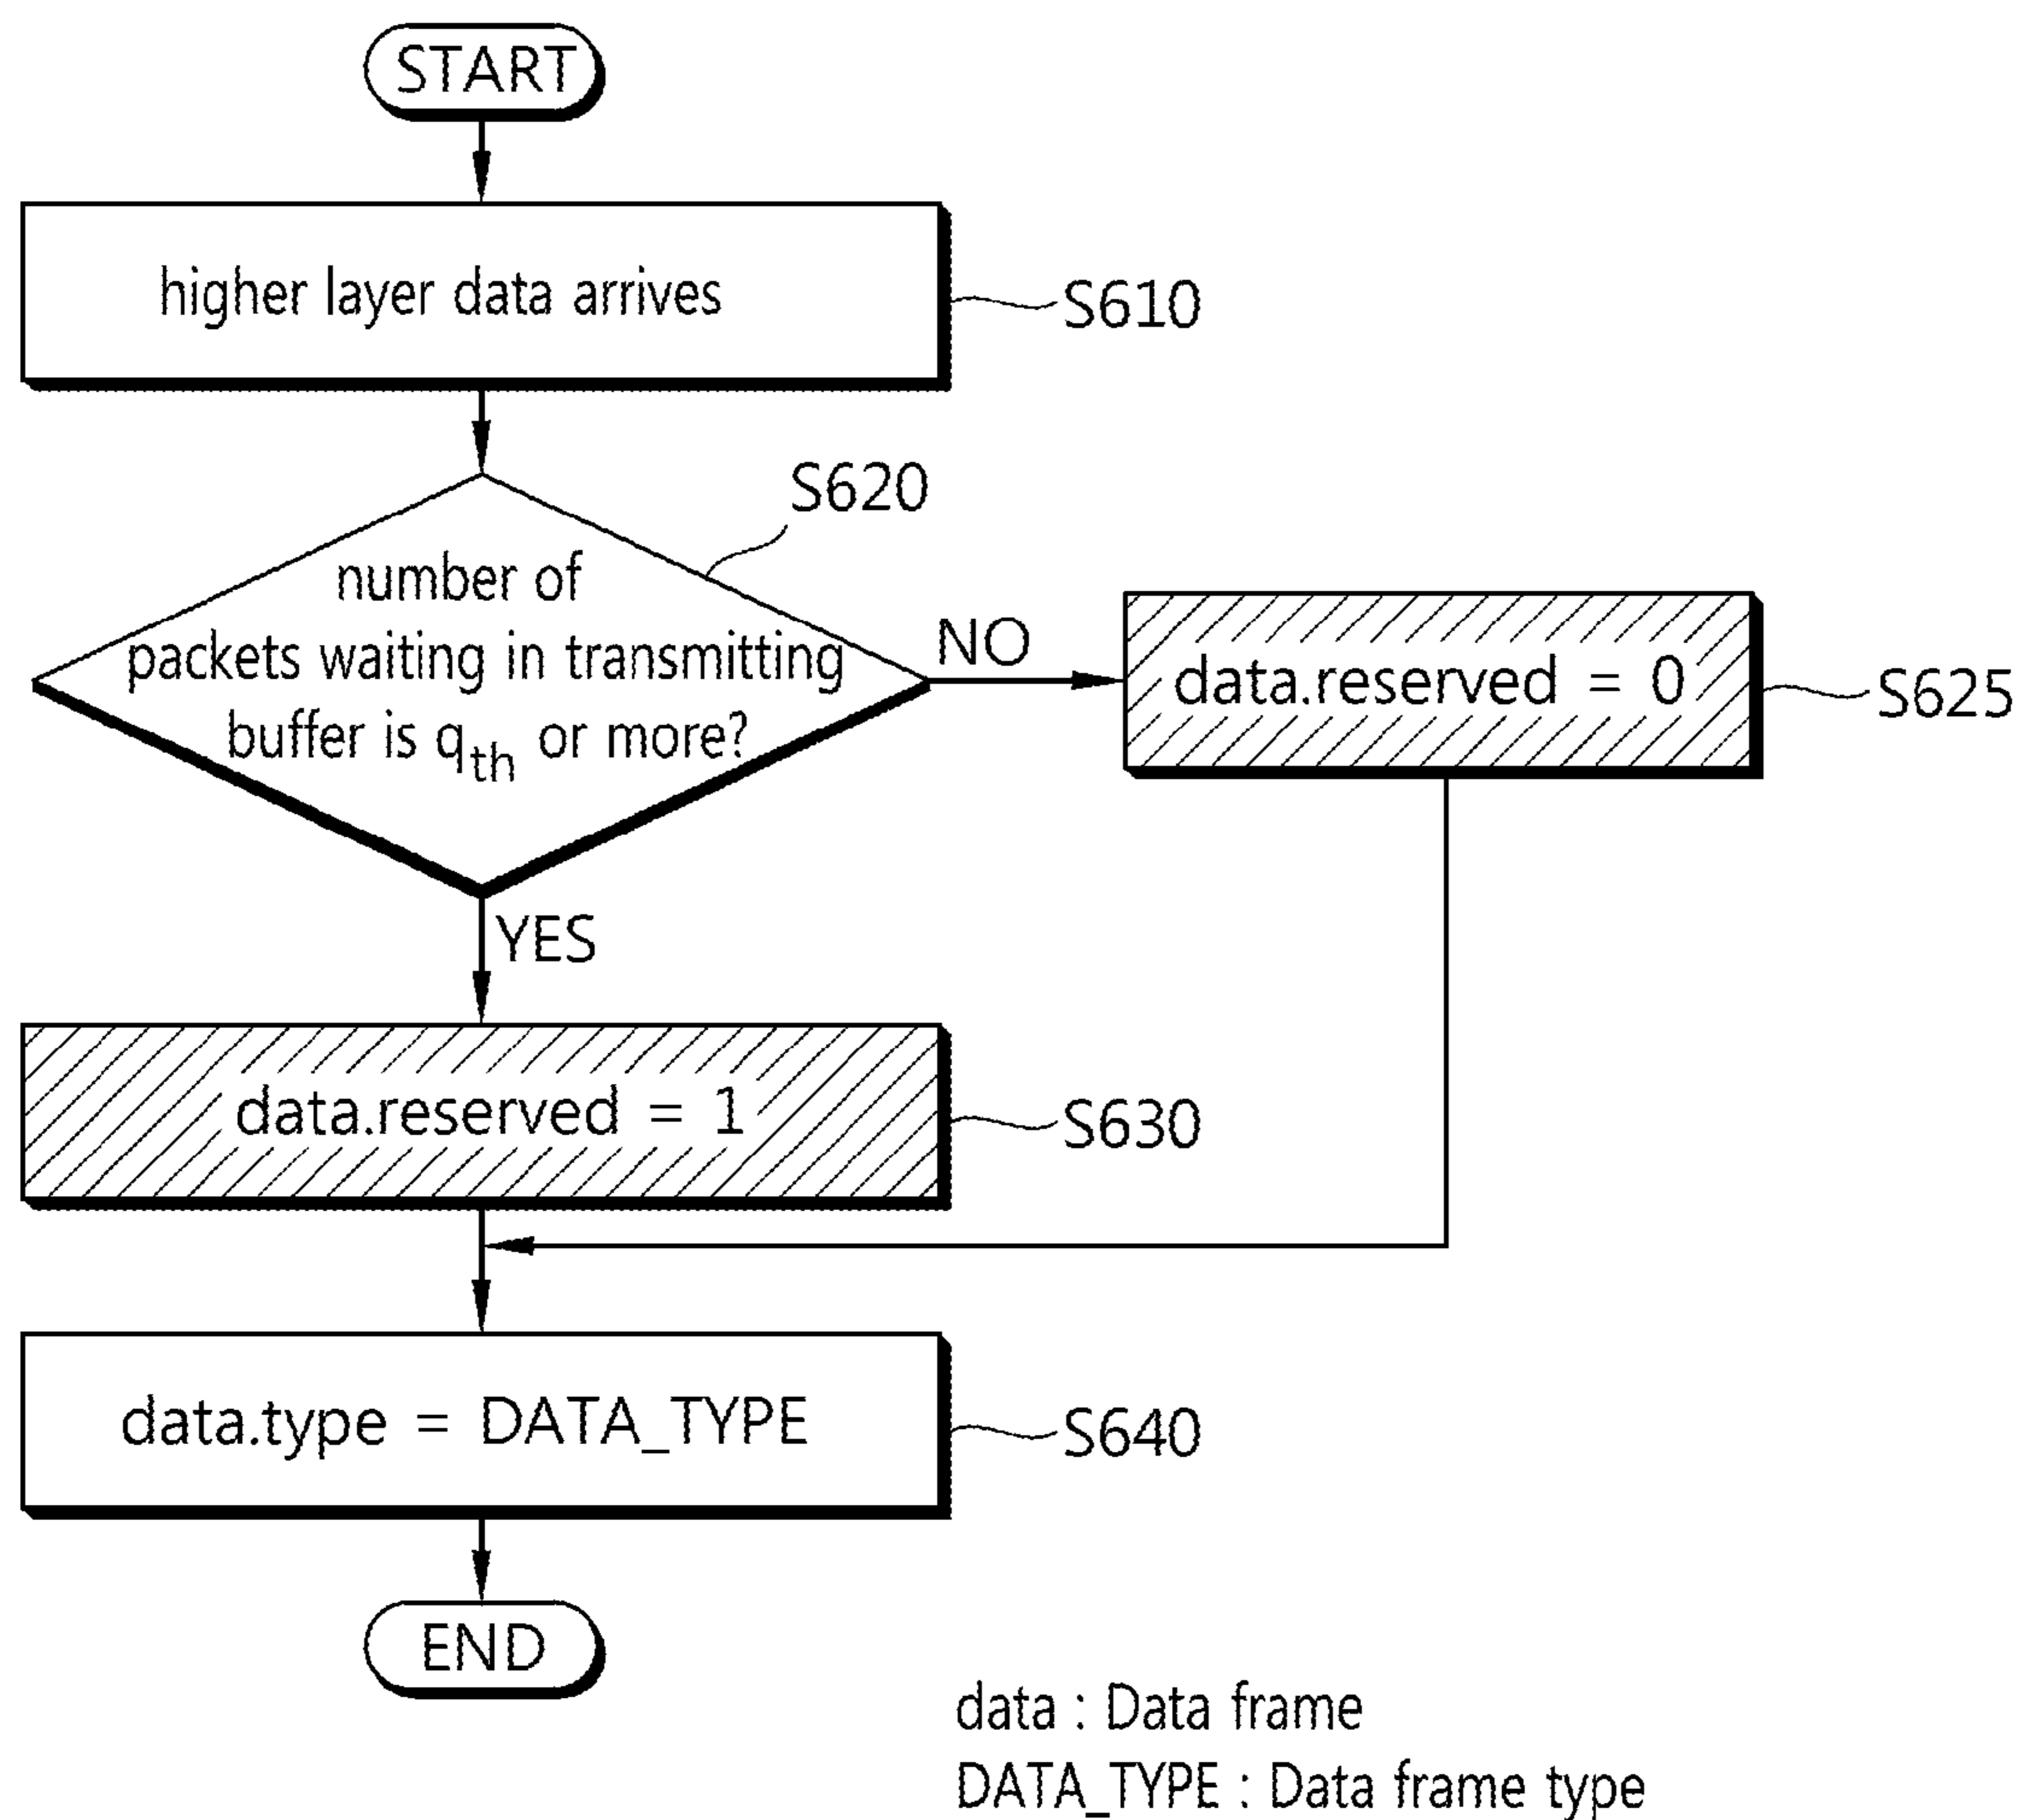 START
higher layer data arrives
S610
S620
number of
packets waiting in transmitting
buffer is qth or more?
NO
data.reserved = 0
S625
YES
data.reserved = 1
S630
data.type = DATA_TYPE
S640
END
data : Data frame
DATA_TYPE : Data frame type